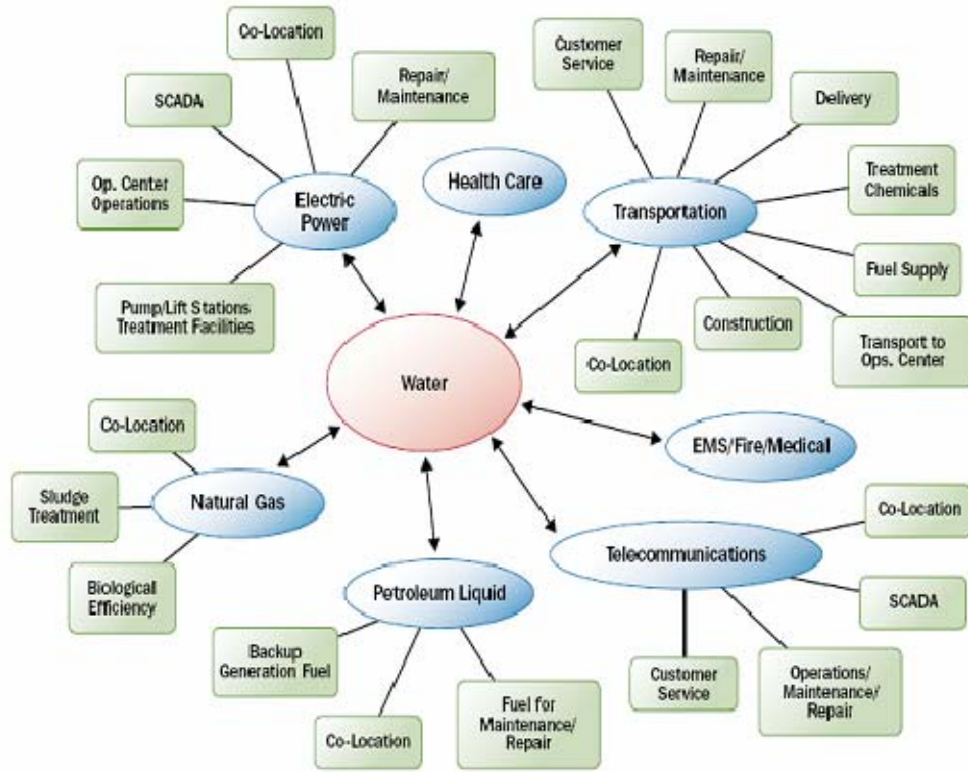 Co-Location
Customer
Service
Repair/
Maintenance
Repair/
Maintenance
SCADA
Delivery
Health Care
Treatment
Chemicals
Op. Center
Operations
Electric
Power
Transportation
Fuel Supply
Pump/Lift Stations
Treatment Facilities
Construction
Transport to
Ops. Center
Co-Location
Water
Co-Location
EMS/Fire/Medical
Sludge
Treatment
Natural Gas
Co-Location
Telecommunications
Biological
Efficiency
Petroleum Liquid
SCADA
Backup
Generation Fuel
Customer
Service
Operations/
Maintenance/
Repair
Fuel for
Maintenance/
Repair
Co-Location